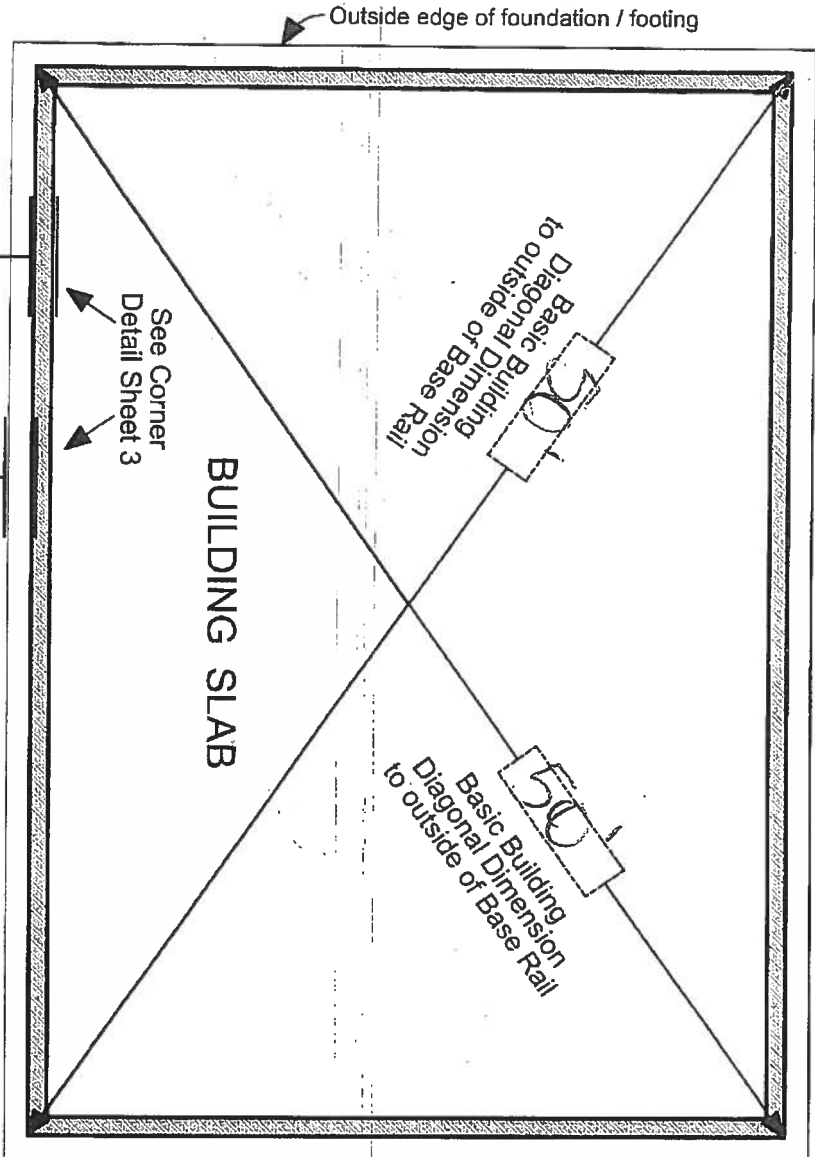 Outside edge of foundation / footing
Basic Building
Diagonal Dimension
to outside of Base Rail
50'
See Corner
Detail Sheet 3
BUILDING SLAB
50'
Basic Building
Diagonal Dimension
to outside of Base Rail